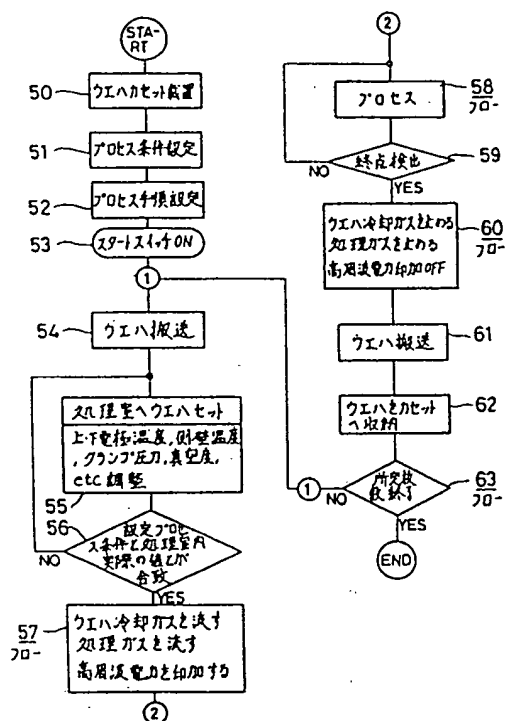 STA-
RT
50
ウエハカセット載置
51
プロセス条件設定
52
プロセス手順設定
53
スタートスイッチON
1
54
ウエハ搬送
処理室へウエハセット
上・下電極温度, 側壁温度
, クランプ圧力, 真空度,
etc 調整
55
56
設定プロセ
ス条件と処理室内
実際の値とが
合致
NO
YES
57
フロー
ウエハ冷却ガスを流す
処理ガスを流す
高周波電力を印加する
2
2
プロセス
58
フロー
終点検出
59
NO
YES
ウエハ冷却ガスを止める
処理ガスを止める
高周波電力印加OFF
60
フロー
ウエハ搬送
61
ウエハをカセット
へ収納
62
所定枚
数終了
63
フロー
1
NO
YES
END